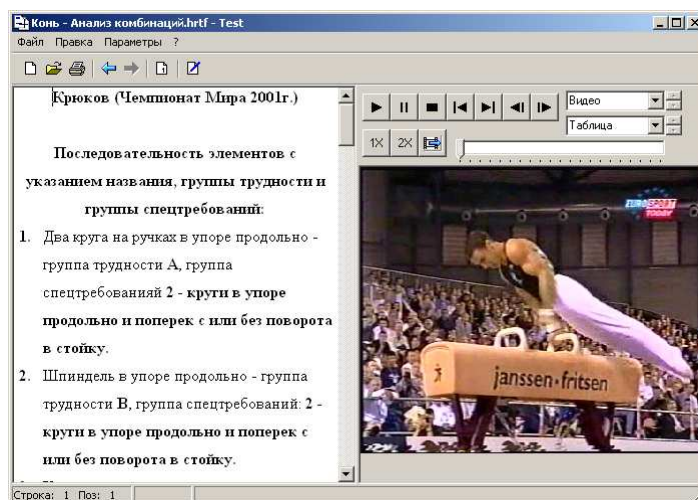 Конь - Анализ комбинаций.hrtf - Test
Файл Правка Параметры ?
Крюков (Чемпионат Мира 2001г.)
Последовательность элементов с
указанием названия, группы трудности и
группы спецтребований:
1. Два круга на ручках в упоре продольно -
группа трудности А, группа
спецтребованияй 2 - круги в упоре
продольно и поперек с или без поворота
в стойку.
2. Шпиндель в упоре продольно - группа
трудности В, группа спецтребований: 2 -
круги в упоре продольно и поперек с
или без поворота в стойку.
Видео
Таблица
1X 2X
EUROSPORT
TODAY
janssen-fritsen
Строка: 1 Поз: 1